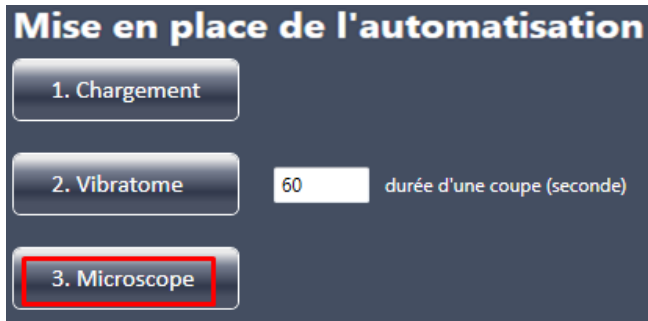 Mise en place de l'automatisation
1. Chargement
2. Vibratome 60 durée d'une coupe (seconde)
3. Microscope